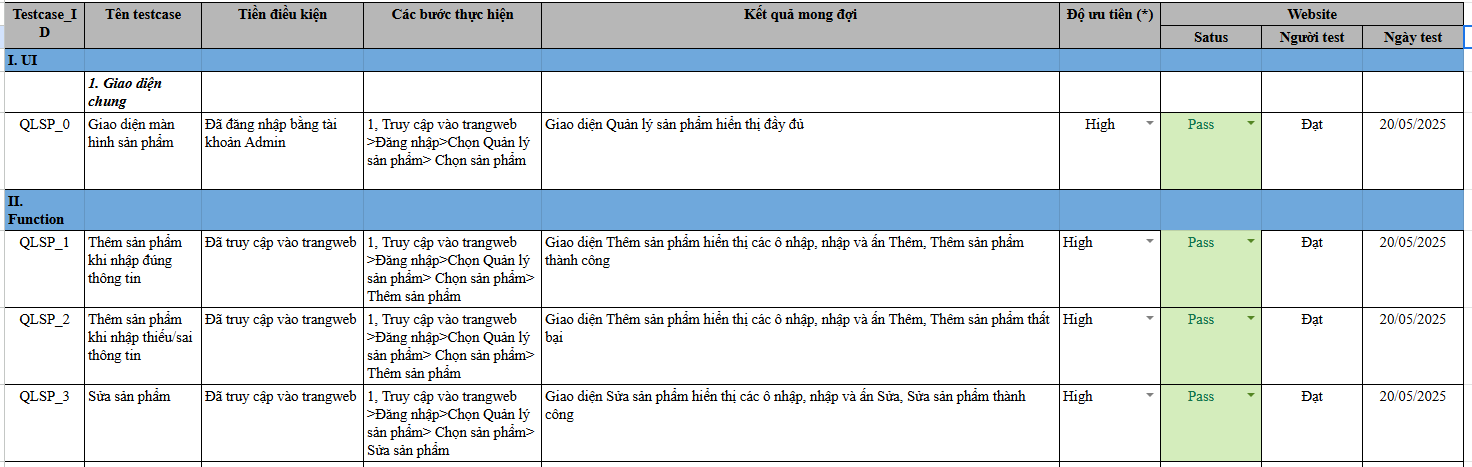 Testcase_I
D
Tên testcase
Tiền điều kiện
Các bước thực hiện
Kết quả mong đợi
Độ ưu tiên (*)
Website
Satus
Người test
Ngày test
I. UI
1. Giao diện
chung
QLSP_0
Giao diện màn
hình sản phẩm
Đã đăng nhập bằng tài
khoản Admin
1, Truy cập vào trangweb
>Đăng nhập>Chọn Quản lý
sản phẩm> Chọn sản phẩm
Giao diện Quản lý sản phẩm hiển thị đầy đủ
High
Pass
Đạt
20/05/2025
II.
Function
QLSP_1
Thêm sản phẩm
khi nhập đúng
thông tin
Đã truy cập vào trangweb
1, Truy cập vào trangweb
>Đăng nhập>Chọn Quản lý
sản phẩm> Chọn sản phẩm>
Thêm sản phẩm
Giao diện Thêm sản phẩm hiển thị các ô nhập, nhập và ấn Thêm, Thêm sản phẩm
thành công
High
Pass
Đạt
20/05/2025
QLSP_2
Thêm sản phẩm
khi nhập thiếu/sai
thông tin
Đã truy cập vào trangweb
1, Truy cập vào trangweb
>Đăng nhập>Chọn Quản lý
sản phẩm> Chọn sản phẩm>
Thêm sản phẩm
Giao diện Thêm sản phẩm hiển thị các ô nhập, nhập và ấn Thêm, Thêm sản phẩm thất
bại
High
Pass
Đạt
20/05/2025
QLSP_3
Sửa sản phẩm
Đã truy cập vào trangweb
1, Truy cập vào trangweb
>Đăng nhập>Chọn Quản lý
sản phẩm> Chọn sản phẩm>
Sửa sản phẩm
Giao diện Sửa sản phẩm hiển thị các ô nhập, nhập và ấn Sửa, Sửa sản phẩm thành
công
High
Pass
Đạt
20/05/2025